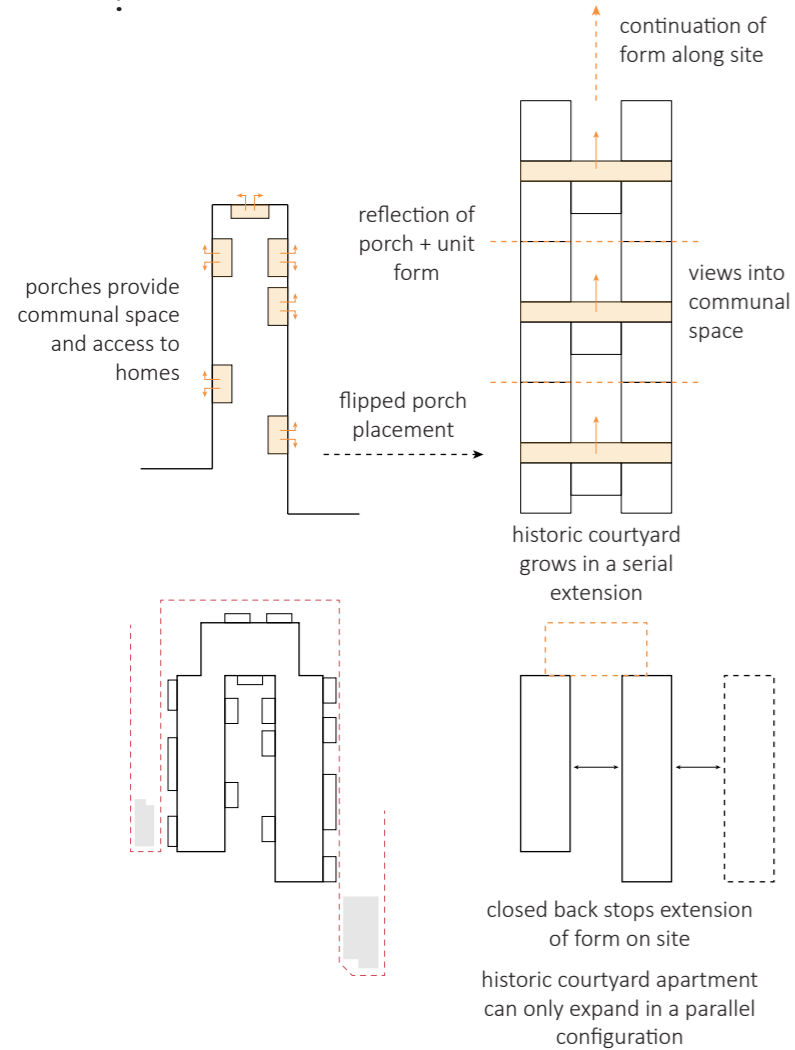 continuation of
form along site
reflection of
porch + unit
form
views into
communal
space
porches provide
communal space
and access to
homes
flipped porch
placement
historic courtyard
grows in a serial
extension
closed back stops extension
of form on site
historic courtyard apartment
can only expand in a parallel
configuration